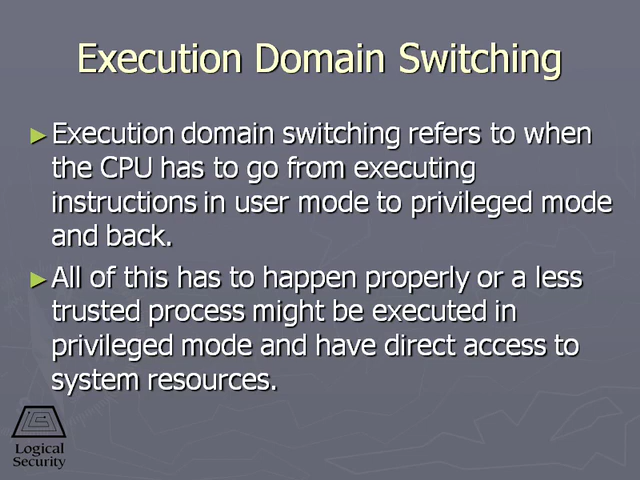 Execution Domain Switching
►Execution domain switching refers to when
the CPU has to go from executing
instructions in user mode to privileged mode
and back.
►All of this has to happen properly or a less
trusted process might be executed in
privileged mode and have direct access to
system resources.
Logical
Security